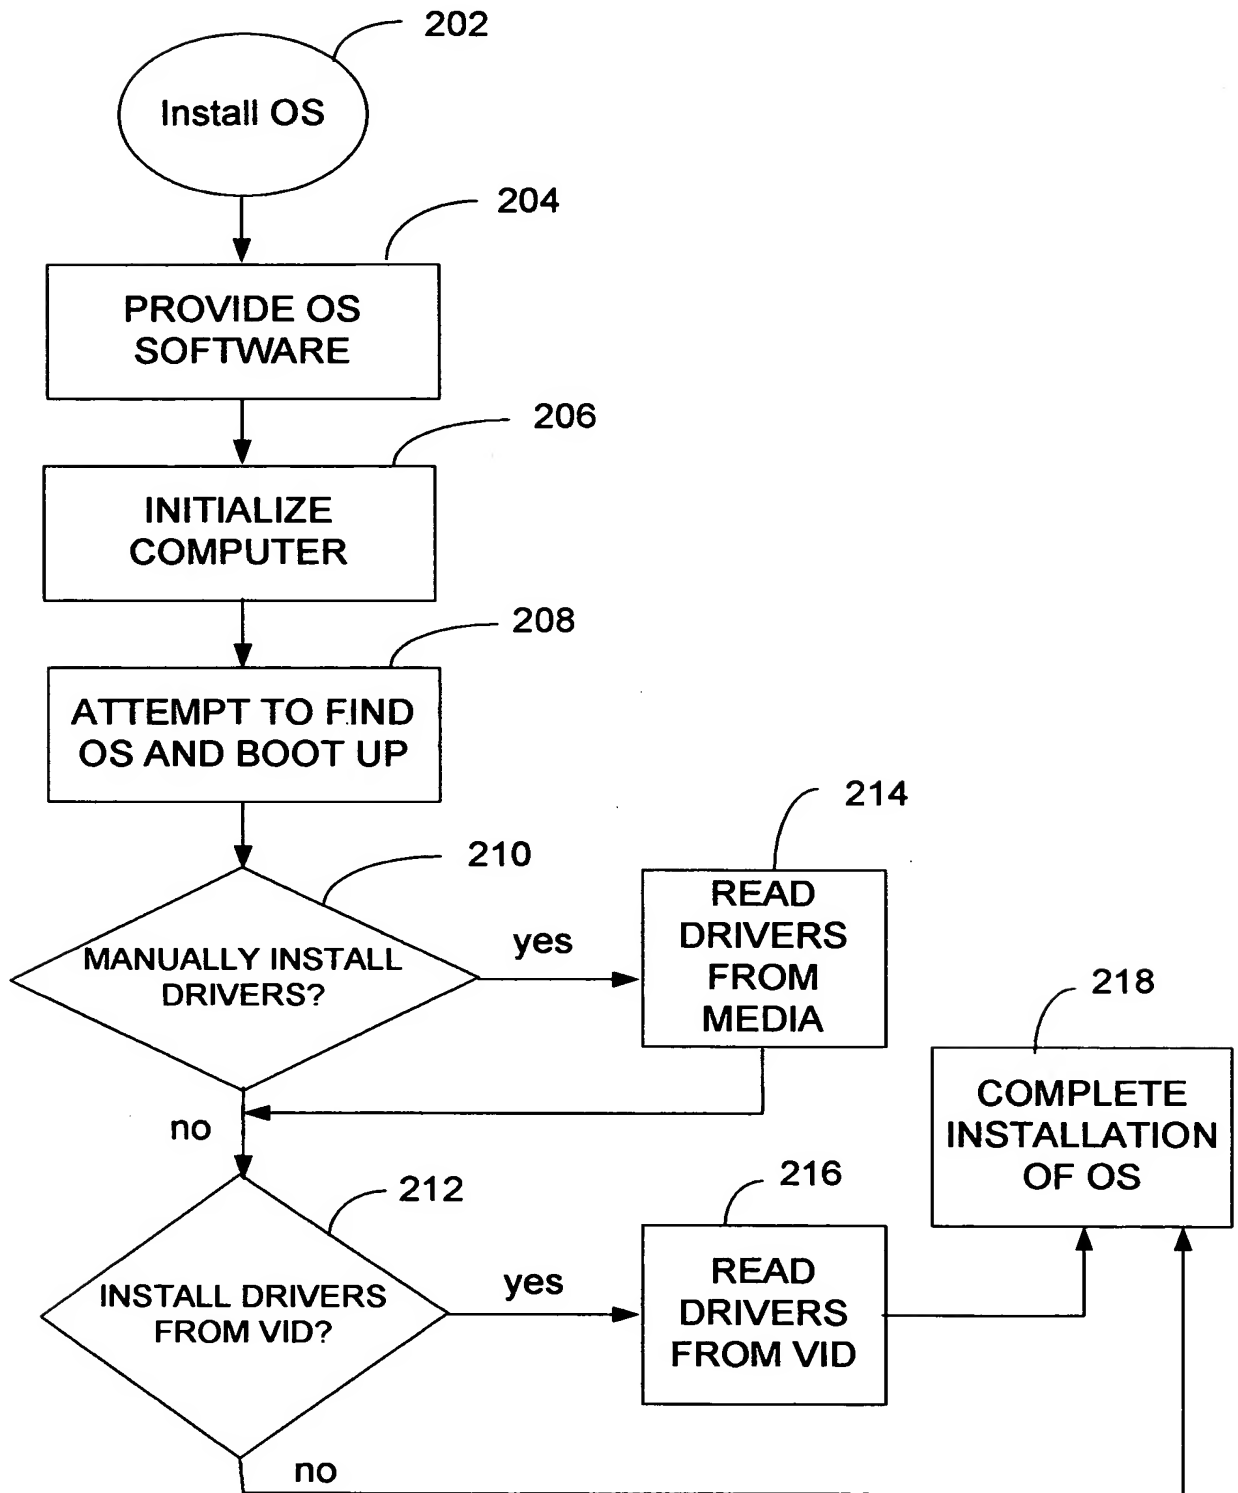 202
Install OS
204
PROVIDE OS
SOFTWARE
206
INITIALIZE
COMPUTER
208
ATTEMPT TO FIND
OS AND BOOT UP
210
MANUALLY INSTALL
DRIVERS?
yes
214
READ
DRIVERS
FROM
MEDIA
no
212
INSTALL DRIVERS
FROM VID?
yes
216
READ
DRIVERS
FROM VID
218
COMPLETE
INSTALLATION
OF OS
no